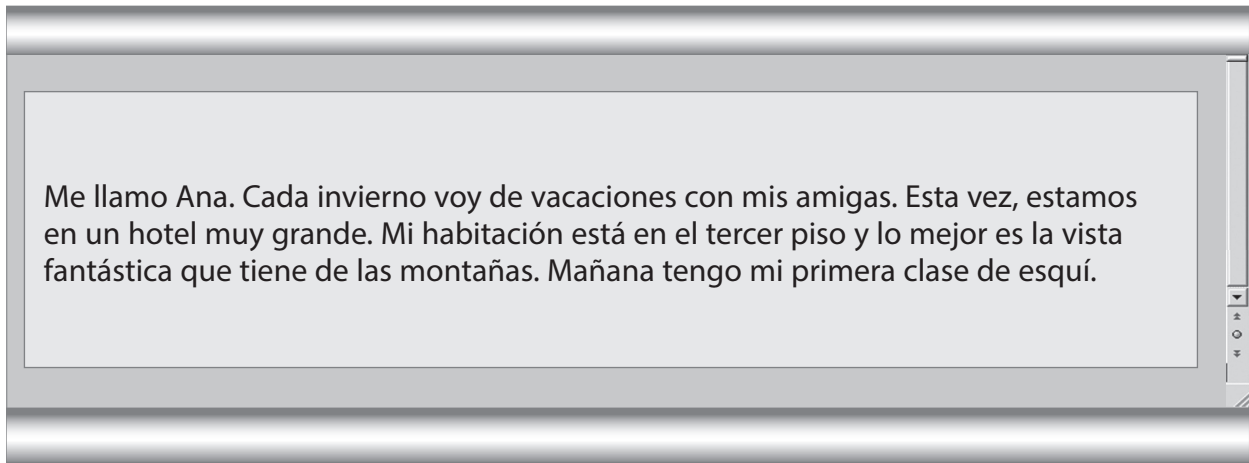 Me llamo Ana. Cada invierno voy de vacaciones con mis amigas. Esta vez, estamos
en un hotel muy grande. Mi habitación está en el tercer piso y lo mejor es la vista
fantástica que tiene de las montañas. Mañana tengo mi primera clase de esquí.